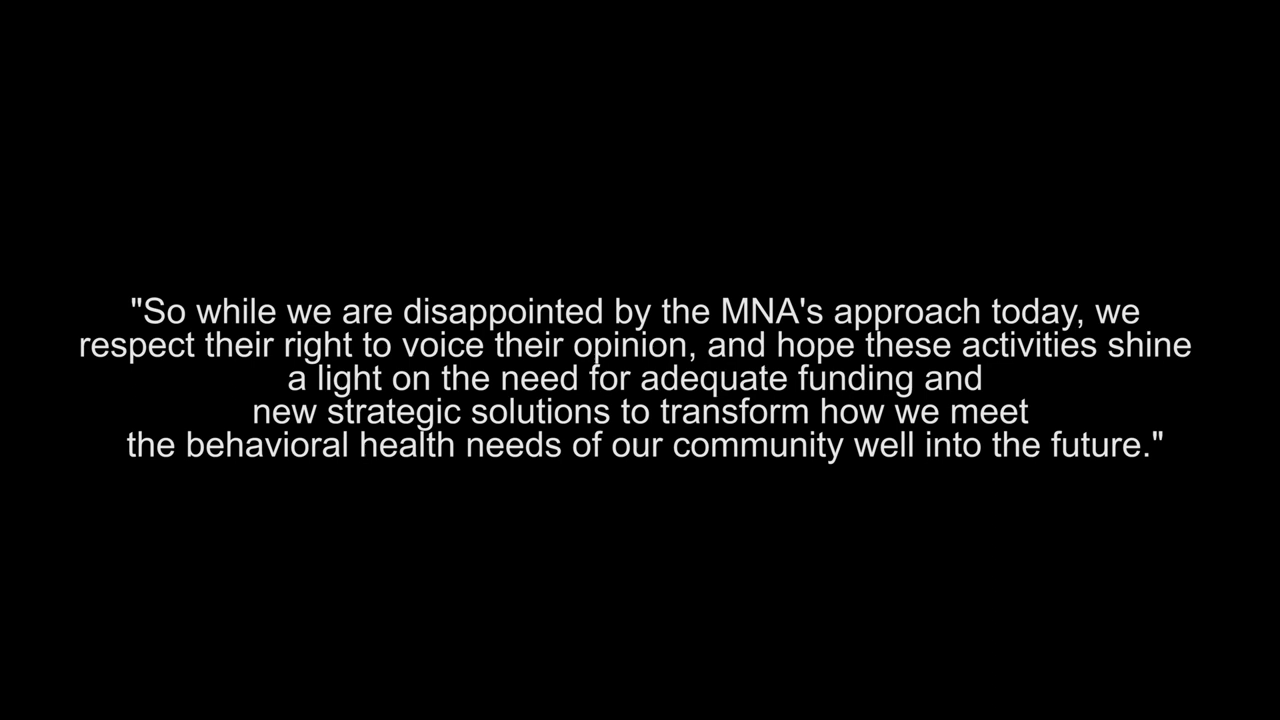 "So while we are disappointed by the MNA's approach today, we
respect their right to voice their opinion, and hope these activities shine
a light on the need for adequate funding and
new strategic solutions to transform how we meet
the behavioral health needs of our community well into the future."